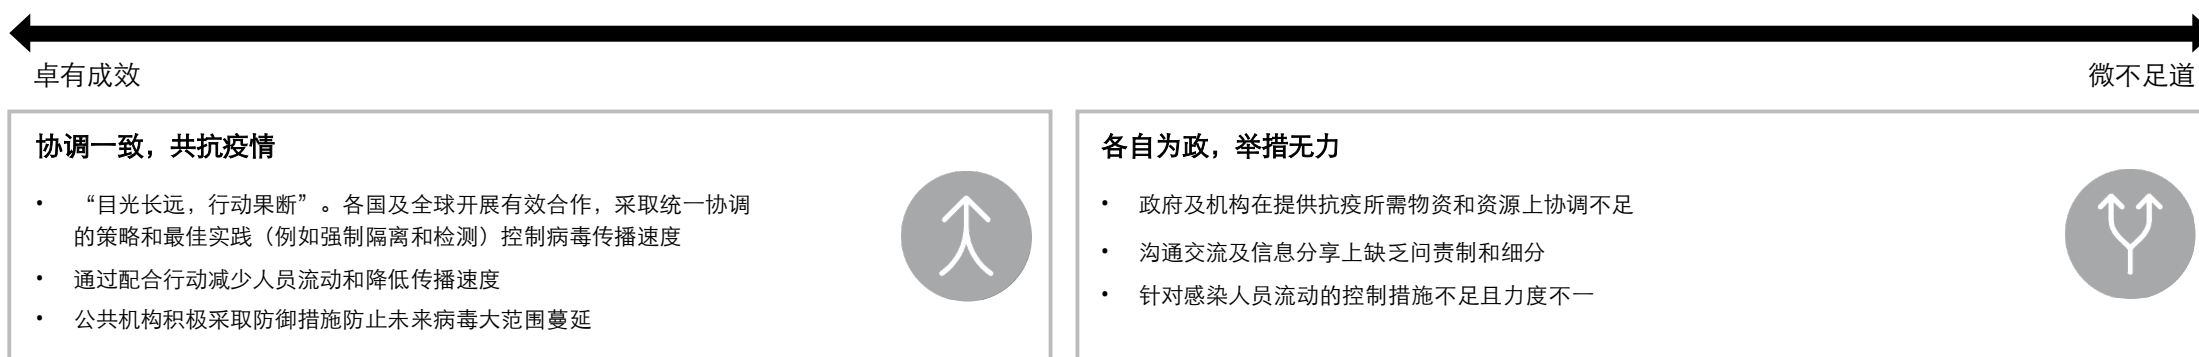 卓有成效
微不足道
协调一致，共抗疫情
• “目光长远，行动果断”。各国及全球开展有效合作，采取统一协调
的策略和最佳实践（例如强制隔离和检测）控制病毒传播速度
• 通过配合行动减少人员流动和降低传播速度
• 公共机构积极采取防御措施防止未来病毒大范围蔓延
各自为政，举措无力
• 政府及机构在提供抗疫所需物资和资源上协调不足
• 沟通交流及信息分享上缺乏问责制和细分
• 针对感染人员流动的控制措施不足且力度不一